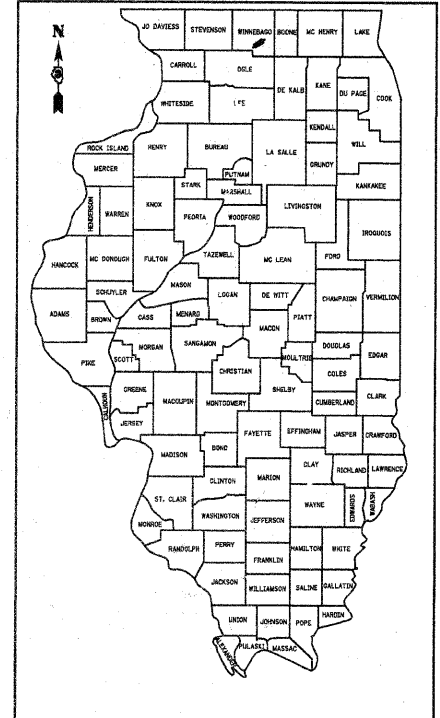 N
JO DAVIESS
STEVENSON
WINNEBAGO
BOONE
MC HENRY
LAKE
CARROLL
OGLE
DE KALB
KANE
DU PAGE
COOK
WHITESIDE
LEE
KENDALL
WILL
ROCK ISLAND
HENRY
BUREAU
LA SALLE
GRUNDY
MERCER
PUTNAM
KANKAKEE
STARK
MARSHALL
HENDERSON
WARREN
KNOX
PEORIA
WOODFORD
LIVINGSTON
IROQUOIS
HANCOCK
MC DONOUGH
FULTON
TAZEWELL
MC LEAN
FORD
MASON
SCHUYLER
LOGAN
DE WITT
CHAMPAIGN
VERMILION
ADAMS
BROWN
CASS
MENARD
PIATT
MACON
MORGAN
SANGAMON
DOUGLAS
EDGAR
PIKE
SCOTT
CHRISTIAN
MOULTRIE
COLES
SHELBY
GREENE
MACOUPIN
CUMBERLAND
CLARK
CALHOUN
MONTGOMERY
JERSEY
FAYETTE
EFFINGHAM
JASPER
CRAWFORD
MADISON
BOND
CLAY
RICHLAND
LAWRENCE
CLINTON
MARION
ST. CLAIR
WAYNE
EDWARDS
WABASH
WASHINGTON
JEFFERSON
MONROE
RANDOLPH
PERRY
HAMILTON
WHITE
FRANKLIN
JACKSON
WILLIAMSON
SALINE
GALLATIN
UNION
JOHNSON
POPE
HARDIN
ALEXANDER
PULASKI
MASSAC